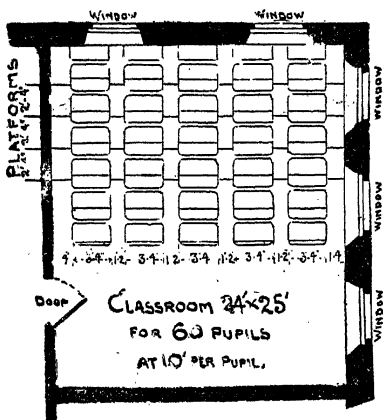 WINDOW WINDOW
PLATFORMS
WINDOW
WINDOW
WINDOW
DOOR
CLASSROOM 24'×25'
FOR 60 PUPILS
AT 10' PER PUPIL.